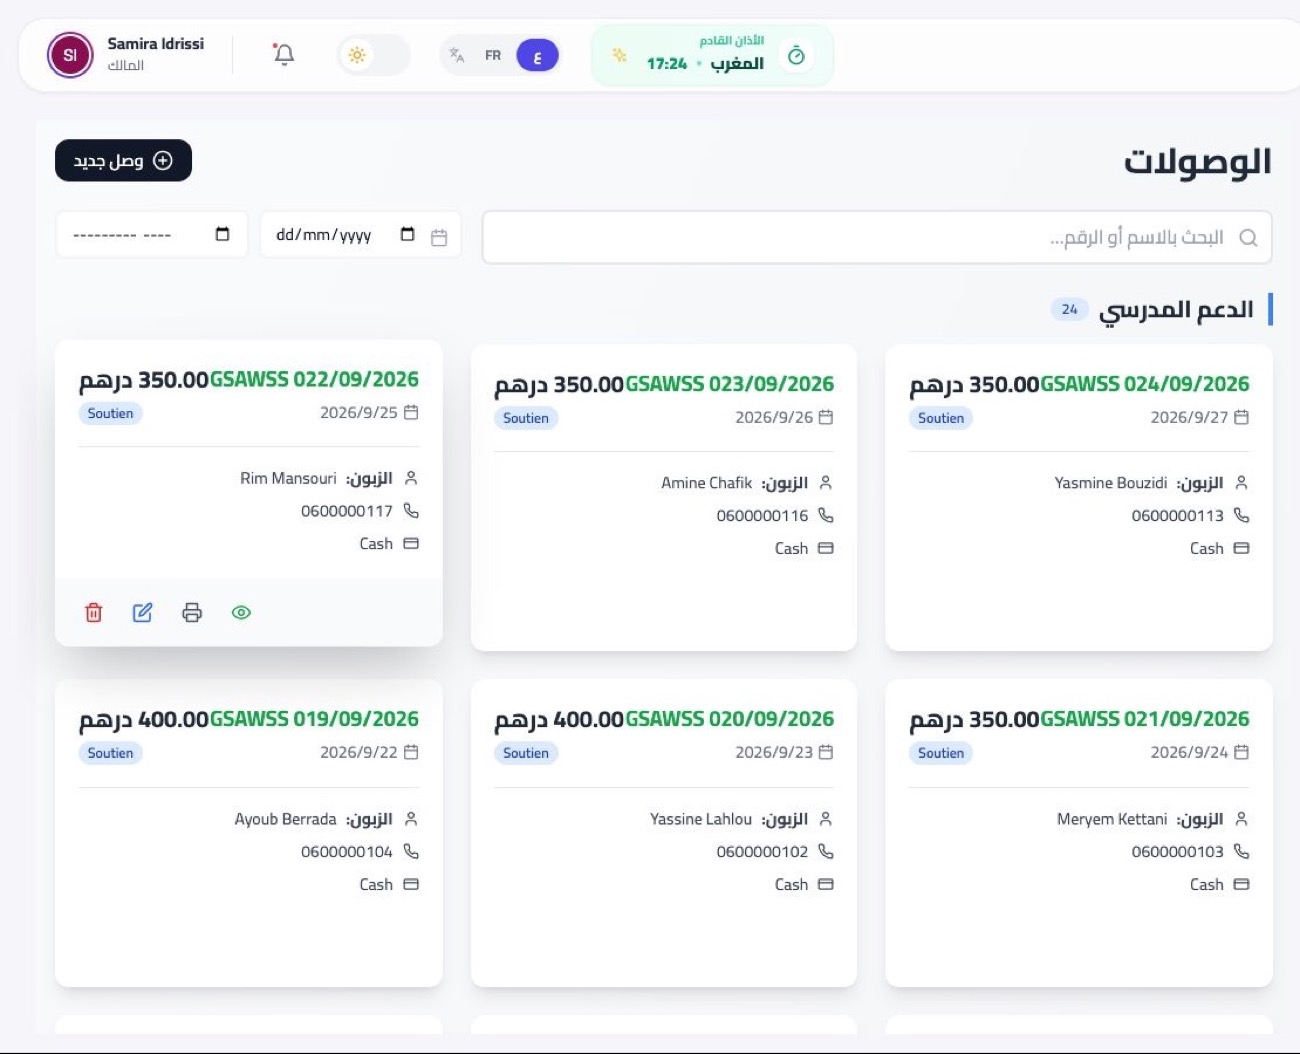 الأذان القادم
المغرب • 17:24
ع
FR
Samira Idrissi
المالك
SI
الوصولات
وصل جديد
البحث بالاسم أو الرقم...
dd/mm/yyyy
--------- ----
الدعم المدرسي 24
GSAWSS 024/09/2026 350.00 درهم
2026/9/27
Soutien
الزبون: Yasmine Bouzidi
0600000113
Cash
GSAWSS 023/09/2026 350.00 درهم
2026/9/26
Soutien
الزبون: Amine Chafik
0600000116
Cash
GSAWSS 022/09/2026 350.00 درهم
2026/9/25
Soutien
الزبون: Rim Mansouri
0600000117
Cash
GSAWSS 021/09/2026 350.00 درهم
2026/9/24
Soutien
الزبون: Meryem Kettani
0600000103
Cash
GSAWSS 020/09/2026 400.00 درهم
2026/9/23
Soutien
الزبون: Yassine Lahlou
0600000102
Cash
GSAWSS 019/09/2026 400.00 درهم
2026/9/22
Soutien
الزبون: Ayoub Berrada
0600000104
Cash